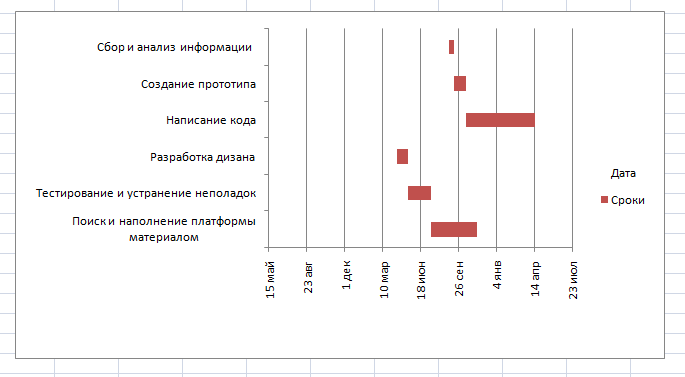 Сбор и анализ информации
Создание прототипа
Написание кода
Разработка дизана
Тестирование и устранение неполадок
Поиск и наполнение платформы
материалом
15 май
23 авг
1 дек
10 мар
18 июн
26 сен
4 янв
14 апр
23 июл
Дата
Сроки